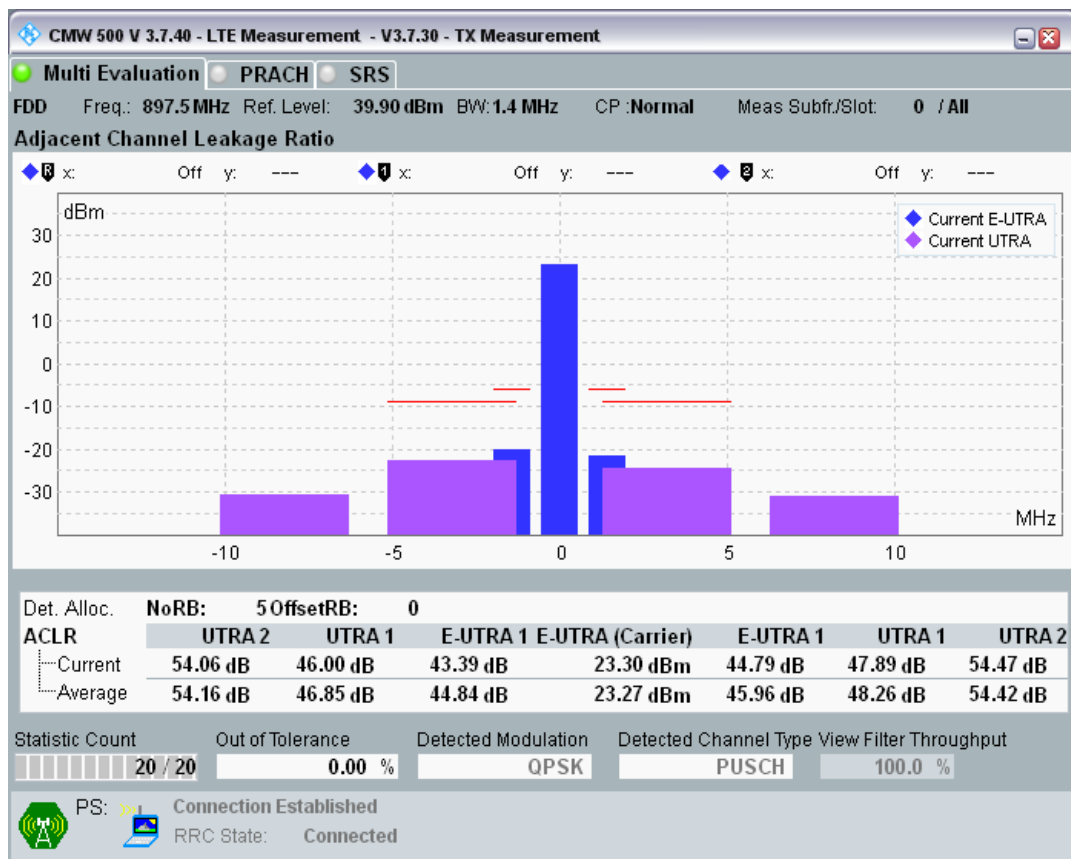 CMW 500 V 3.7.40 - LTE Measurement - V3.7.30 - TX Measurement
Multi Evaluation PRACH SRS
FDD Freq.: 897.5 MHz Ref. Level: 39.90 dBm BW: 1.4 MHz CP :Normal Meas Subfr./Slot: 0 / All
Adjacent Channel Leakage Ratio
R x: Off y: --- 1 x: Off y: --- 2 x: Off y: ---
dBm
Current E-UTRA
Current UTRA
30
20
10
0
-10
-20
-30
MHz
-10 -5 0 5 10
Det. Alloc. NoRB: 5 OffsetRB: 0
ACLR UTRA 2 UTRA 1 E-UTRA 1 E-UTRA (Carrier) E-UTRA 1 UTRA 1 UTRA 2
Current 54.06 dB 46.00 dB 43.39 dB 23.30 dBm 44.79 dB 47.89 dB 54.47 dB
Average 54.16 dB 46.85 dB 44.84 dB 23.27 dBm 45.96 dB 48.26 dB 54.42 dB
Statistic Count Out of Tolerance Detected Modulation Detected Channel Type View Filter Throughput
20 / 20 0.00 % QPSK PUSCH 100.0 %
PS: Connection Established
RRC State: Connected